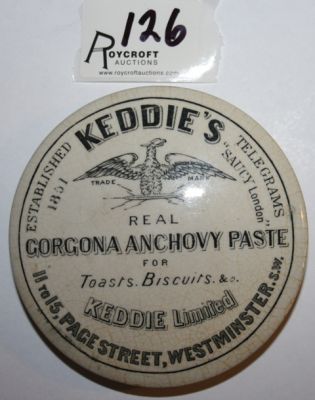 126
ROYCROFT
AUCTIONS
www.roycroftauctions.com
KEDDIE'S
ESTABLISHED
1851
TELEGRAMS
"SAUCY London"
TRADE MARK
REAL
GORGONA ANCHOVY PASTE
FOR
Toasts. Biscuits. &c.
KEDDIE Limited
11 to 15, PAGE STREET, WESTMINSTER. S.W.